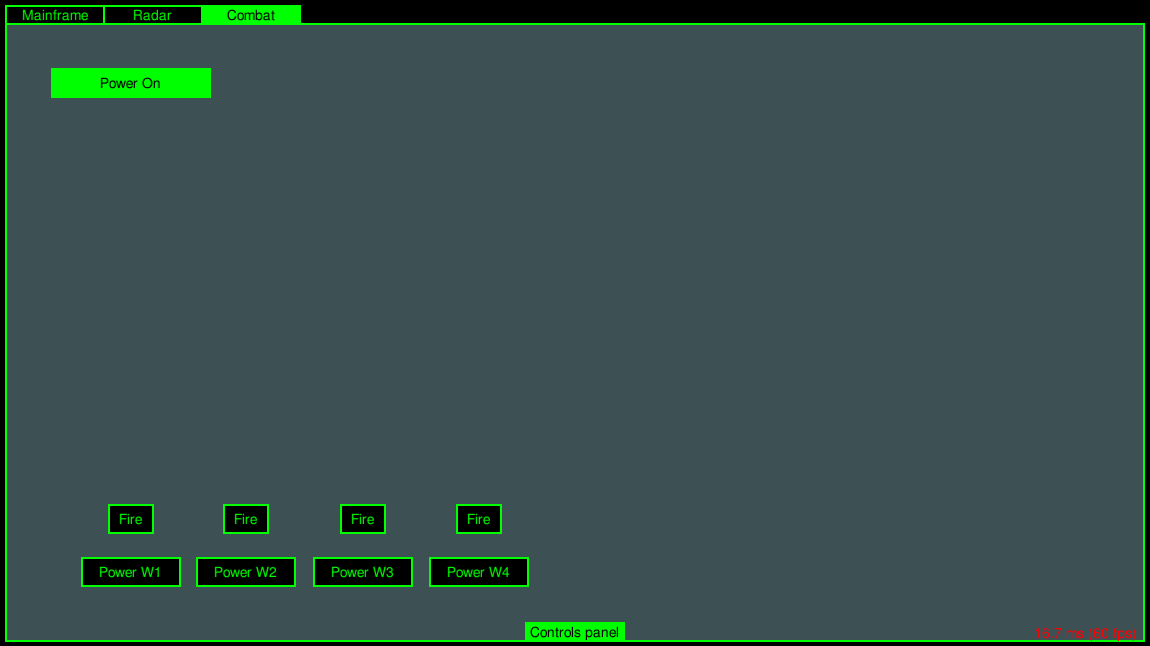 Mainframe Radar Combat
Power On
Fire Fire Fire Fire
Power W1 Power W2 Power W3 Power W4
Controls panel
16.7 ms (60 fps)